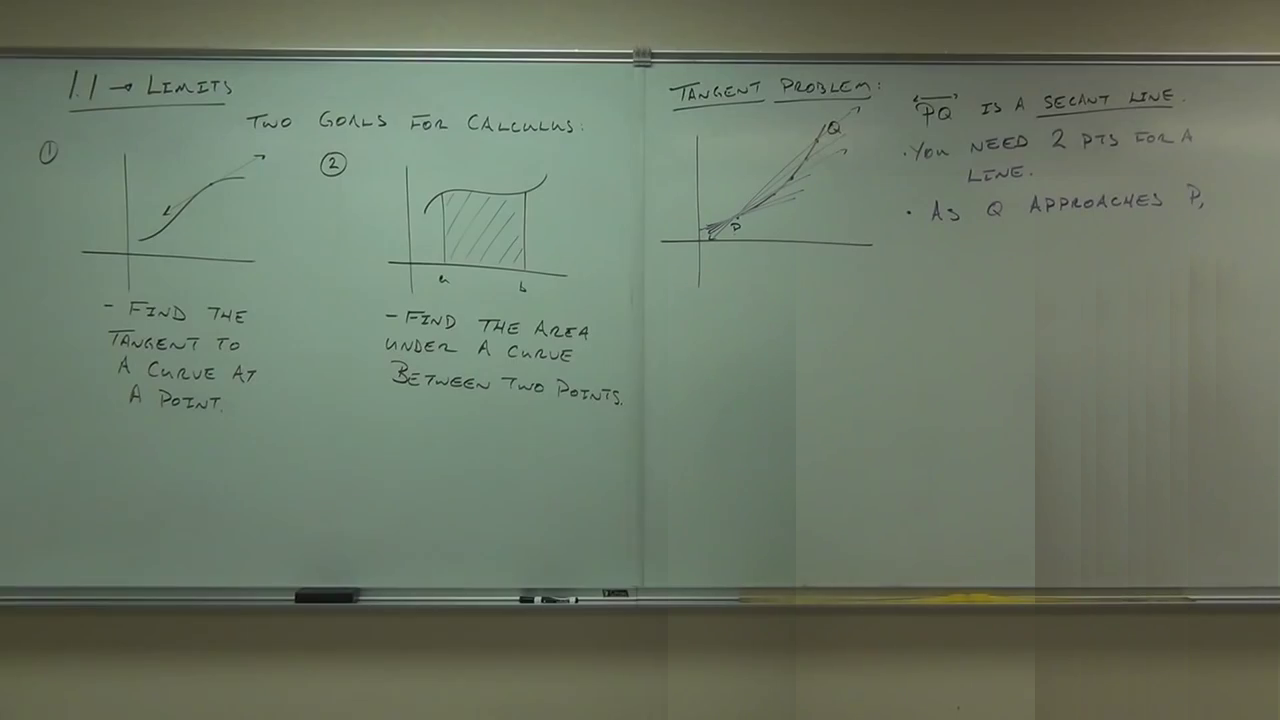 1.1 → LIMITS
TWO GOALS FOR CALCULUS:
①
②
a
b
- FIND THE
TANGENT TO
A CURVE AT
A POINT.
- FIND THE AREA
UNDER A CURVE
BETWEEN TWO POINTS.
TANGENT PROBLEM:
Q
P
PQ IS A SECANT LINE.
· YOU NEED 2 PTS FOR A
LINE.
· AS Q APPROACHES P,